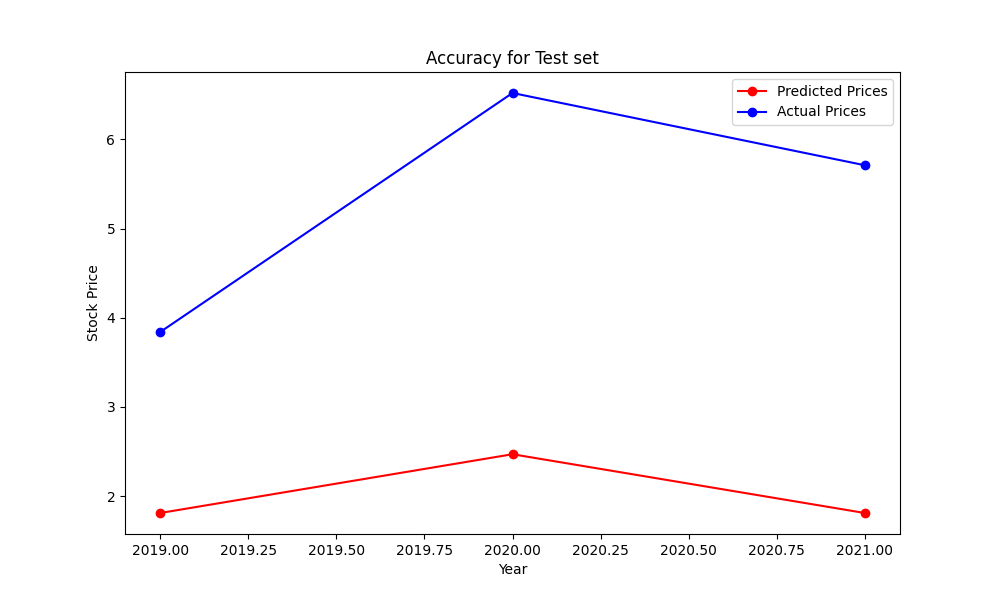 Accuracy for Test set
Predicted Prices
Actual Prices
6
5
4
3
2
Stock Price
2019.00 2019.25 2019.50 2019.75 2020.00 2020.25 2020.50 2020.75 2021.00
Year